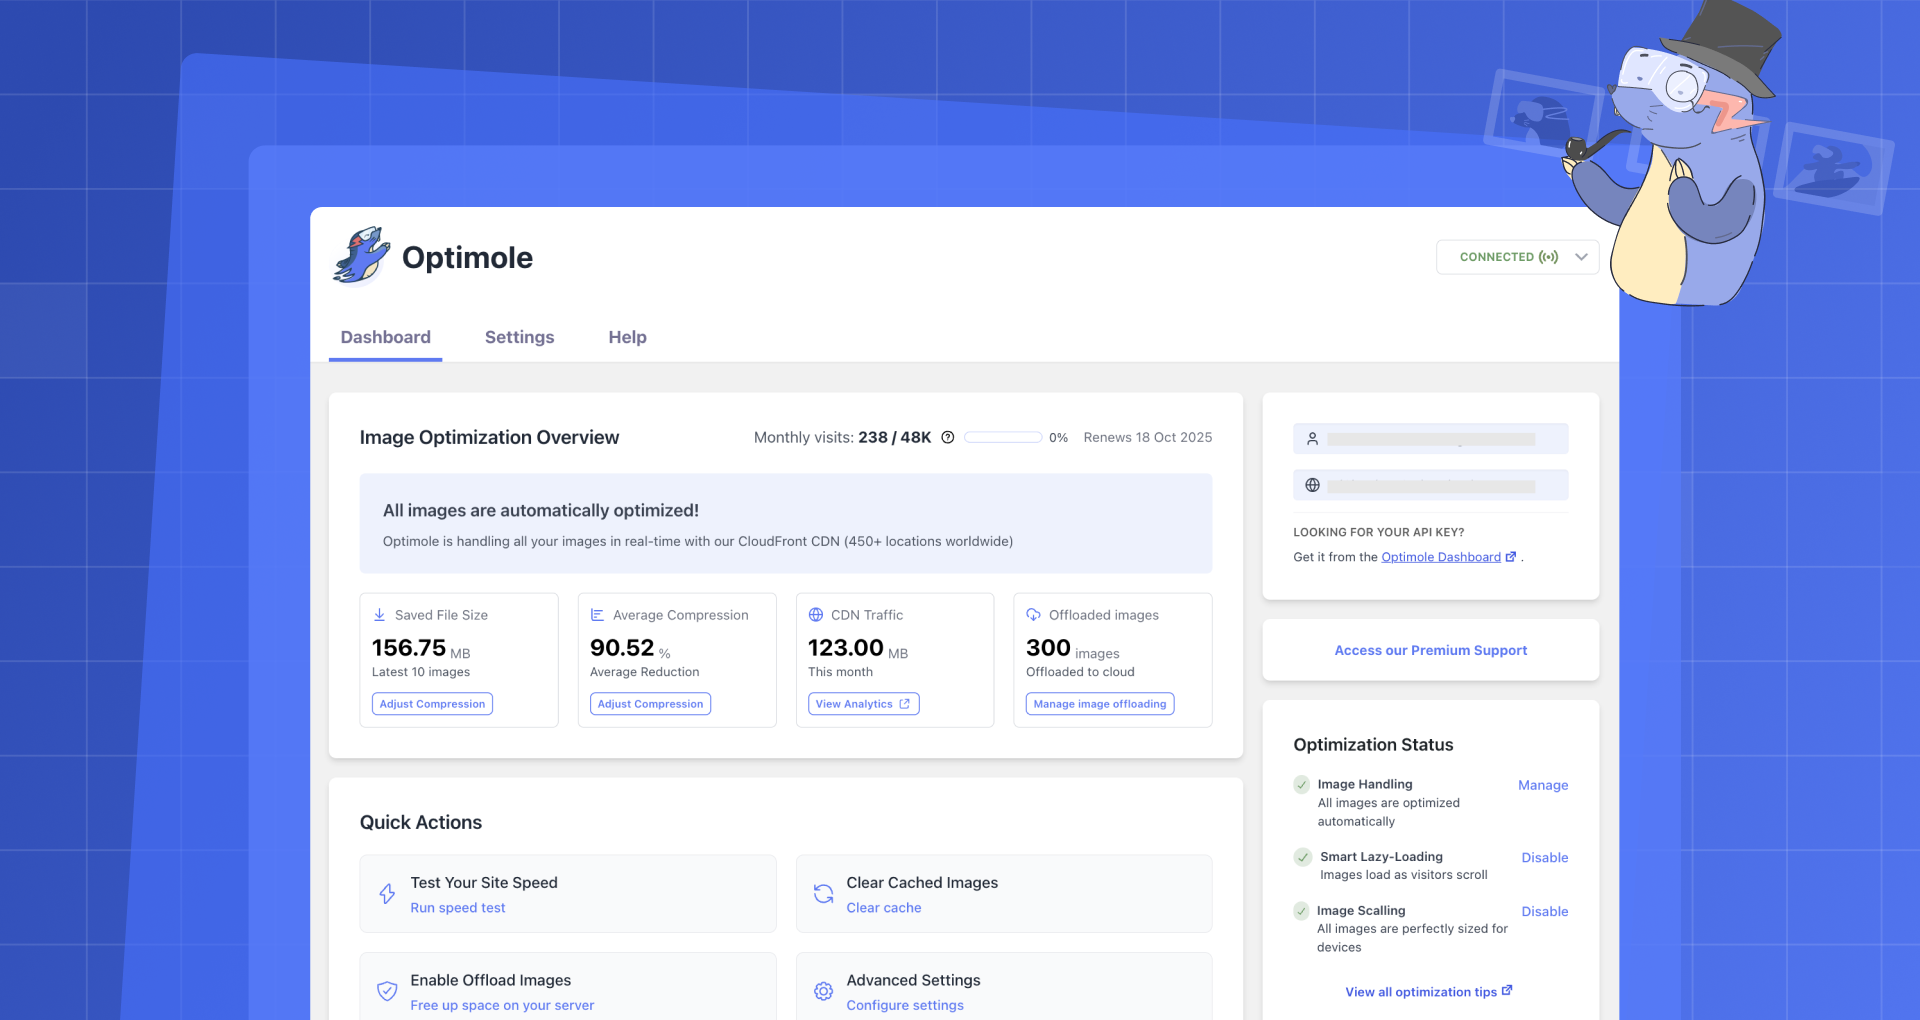 Optimole
CONNECTED
Dashboard Settings Help
Image Optimization Overview
Monthly visits: 238 / 48K 0% Renews 18 Oct 2025
All images are automatically optimized!
Optimole is handling all your images in real-time with our CloudFront CDN (450+ locations worldwide)
Saved File Size
156.75 MB
Latest 10 images
Adjust Compression
Average Compression
90.52 %
Average Reduction
Adjust Compression
CDN Traffic
123.00 MB
This month
View Analytics
Offloaded images
300 images
Offloaded to cloud
Manage image offloading
Quick Actions
Test Your Site Speed
Run speed test
Clear Cached Images
Clear cache
Enable Offload Images
Free up space on your server
Advanced Settings
Configure settings
LOOKING FOR YOUR API KEY?
Get it from the Optimole Dashboard .
Access our Premium Support
Optimization Status
Image Handling Manage
All images are optimized
automatically
Smart Lazy-Loading Disable
Images load as visitors scroll
Image Scalling Disable
All images are perfectly sized for
devices
View all optimization tips